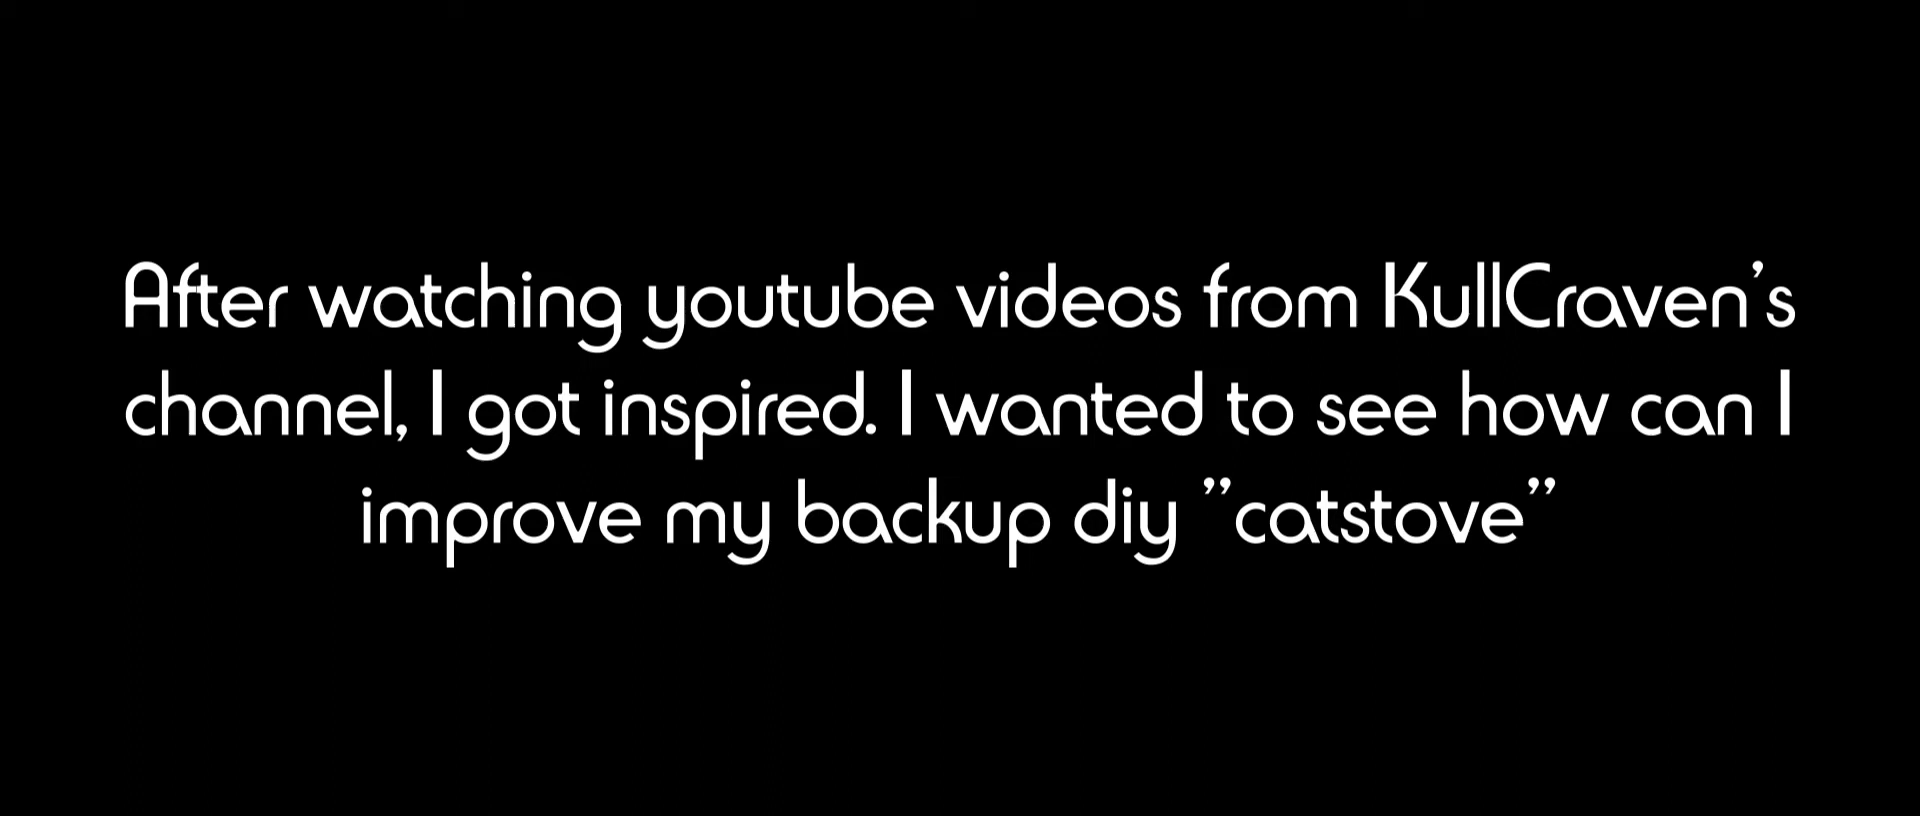 After watching youtube videos from KullCraven's
channel, I got inspired. I wanted to see how can I
improve my backup diy ”catstove”